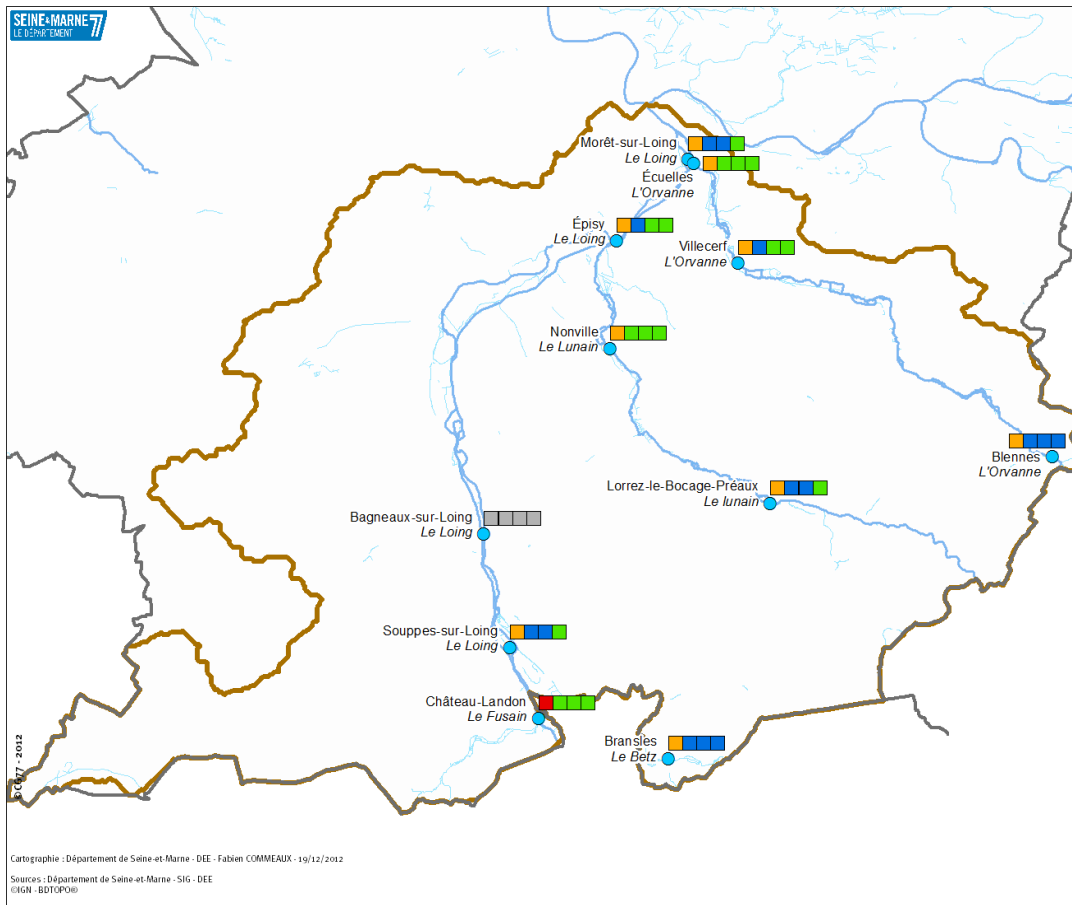 SEINE&MARNE 77
LE DÉPARTEMENT
Morêt-sur-Loing
Le Loing
Écuelles
L'Orvanne
Épisy
Le Loing
Villecerf
L'Orvanne
Nonville
Le Lunain
Blennes
L'Orvanne
Lorrez-le-Bocage-Préaux
Le lunain
Bagneaux-sur-Loing
Le Loing
Souppes-sur-Loing
Le Loing
Château-Landon
Le Fusain
Bransles
Le Betz
©CG77 - 2012
Cartographie : Département de Seine-et-Marne - DEE - Fabien COMMEAUX - 19/12/2012
Sources : Département de Seine-et-Marne - SIG - DEE
©IGN - BDTOPO®